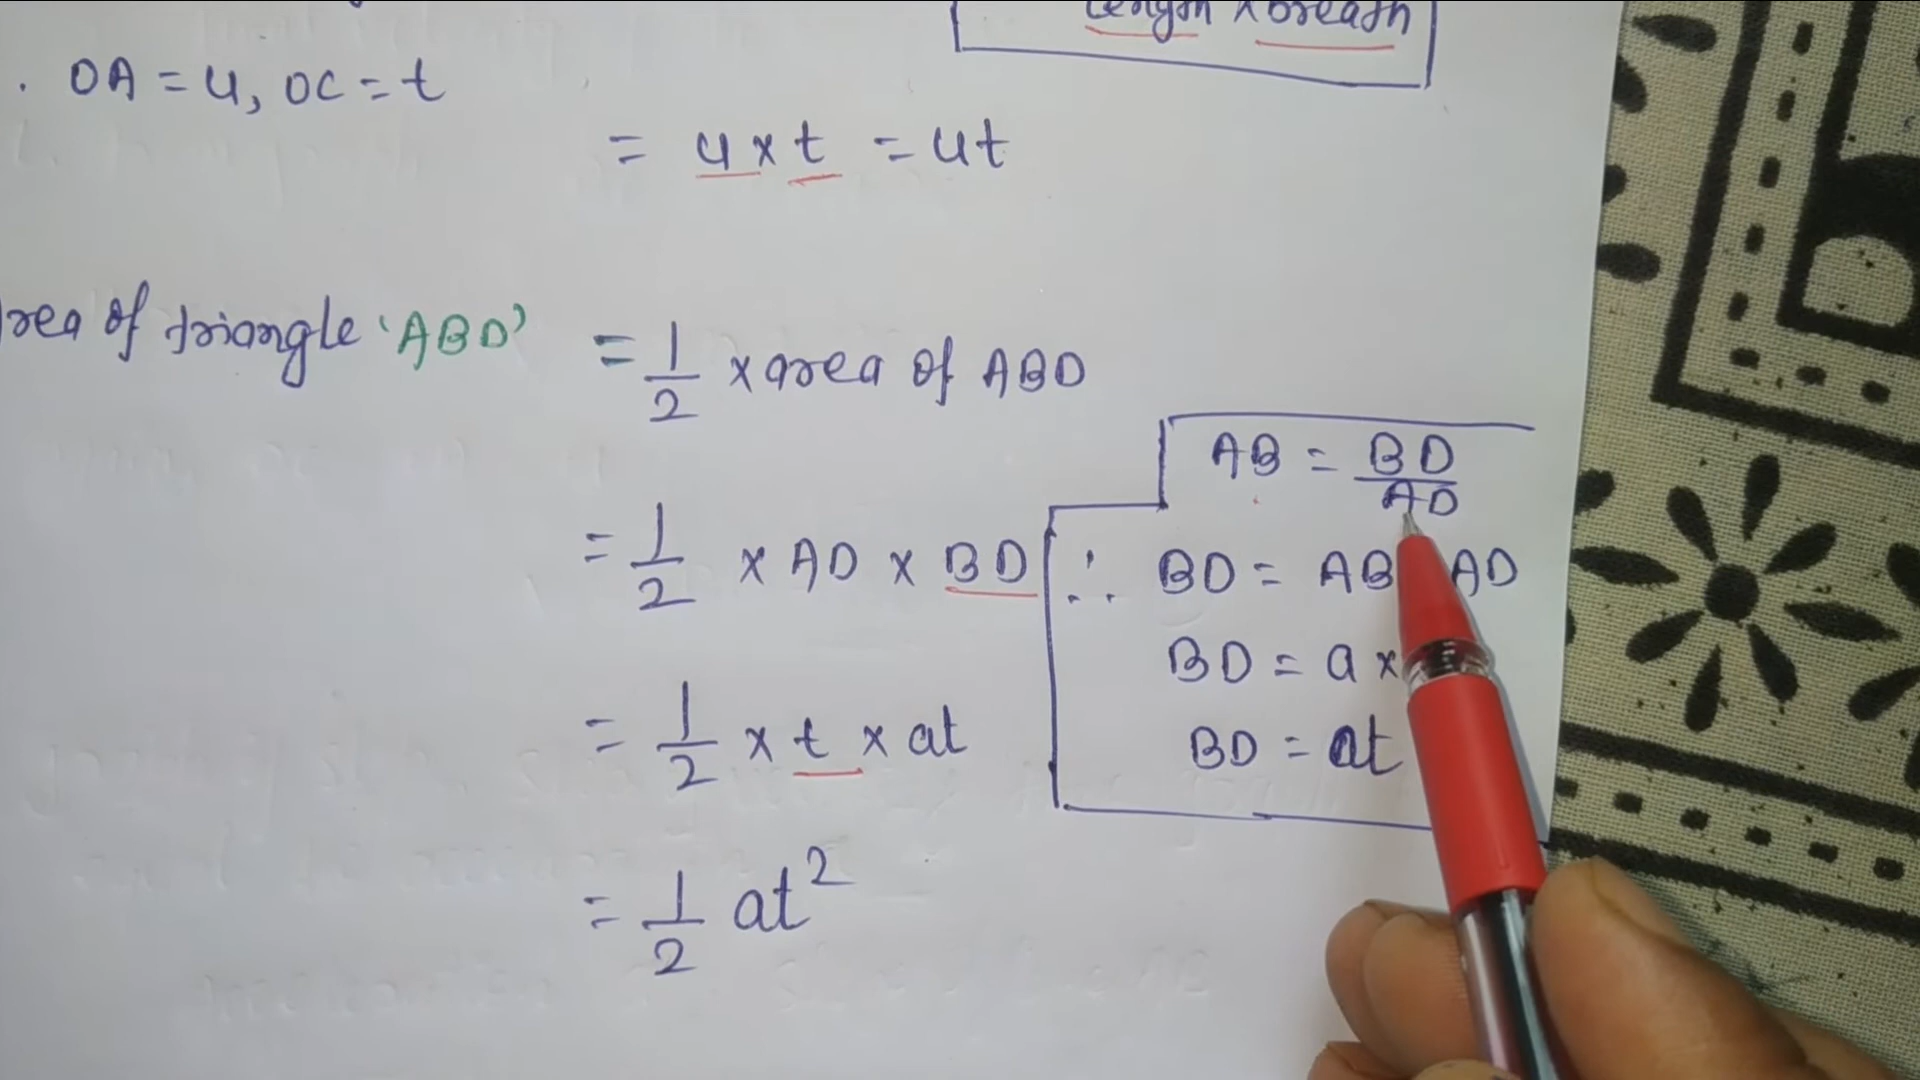 length × breath
. OA = u, OC = t
= u × t = ut
rea of triangle 'ABD' = 1/2 × area of ABD
= 1/2 × AD × BD
= 1/2 × t × at
= 1/2 at²
AB = BD/AD
∴ BD = AB AD
BD = a ×
BD = at